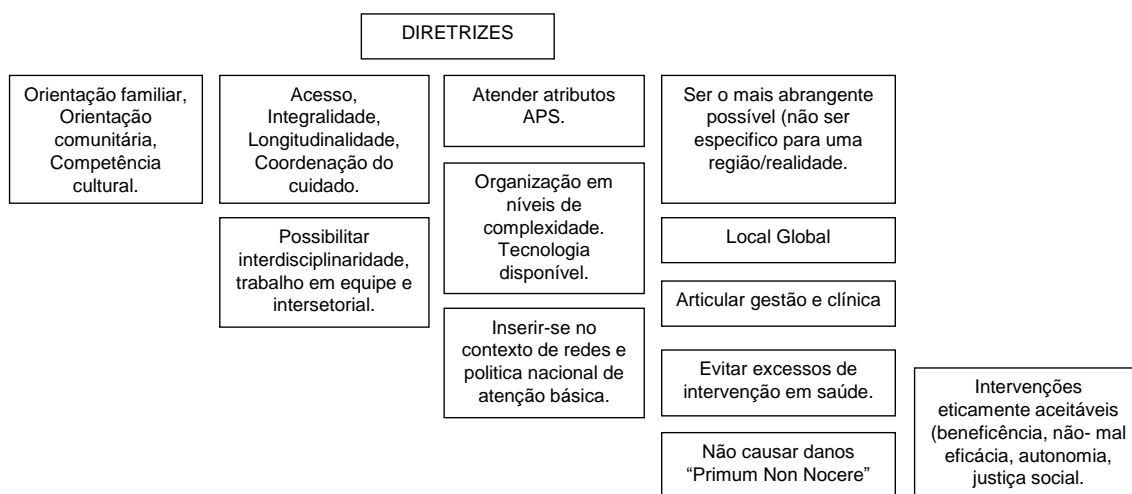 DIRETRIZES
Orientação familiar,
Orientação
comunitária,
Competência
cultural.
Acesso,
Integralidade,
Longitudinalidade,
Coordenação do
cuidado.
Possibilitar
interdisciplinaridade,
trabalho em equipe e
intersetorial.
Atender atributos
APS.
Organização em
níveis de
complexidade.
Tecnologia
disponível.
Inserir-se no
contexto de redes e
politica nacional de
atenção básica.
Ser o mais abrangente
possível (não ser
especifico para uma
região/realidade.
Local Global
Articular gestão e clínica
Evitar excessos de
intervenção em saúde.
Não causar danos
“Primum Non Nocere”
Intervenções
eticamente aceitáveis
(beneficência, não- mal
eficácia, autonomia,
justiça social.